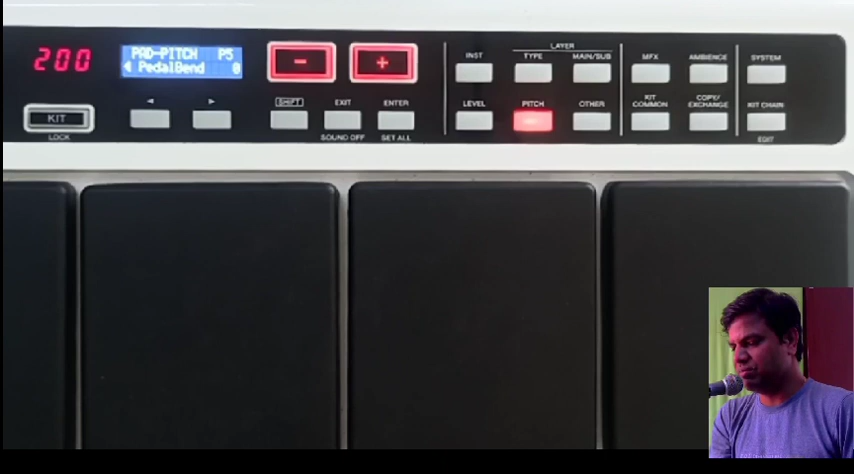 200
PAD-PITCH P5
◀ PedalBend 0
−
+
KIT
LOCK
SHIFT
EXIT
ENTER
SOUND OFF
SET ALL
INST
LAYER
TYPE
MAIN/SUB
LEVEL
PITCH
OTHER
MFX
AMBIENCE
KIT
COMMON
COPY/
EXCHANGE
SYSTEM
KIT CHAIN
EDIT